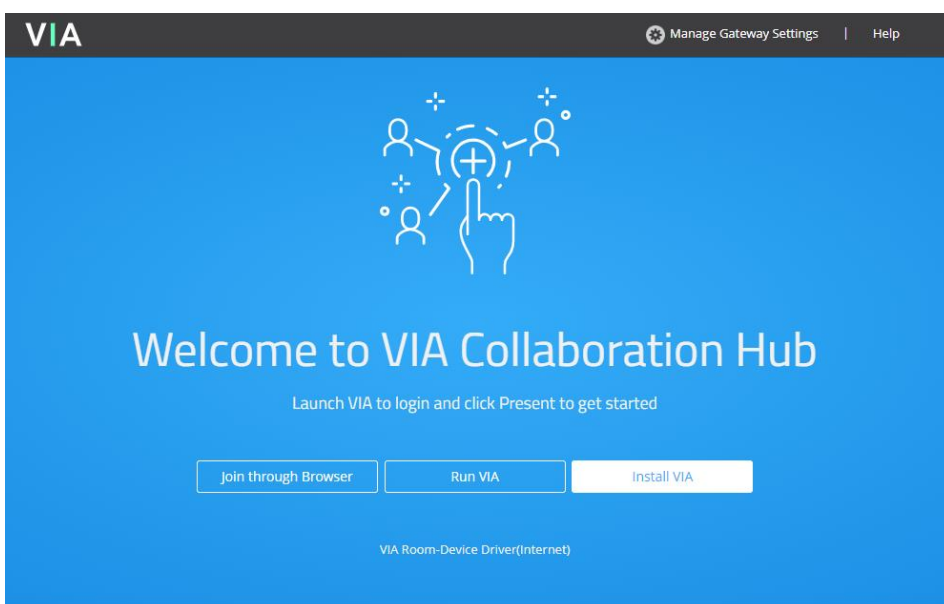 VIA
Manage Gateway Settings | Help
Welcome to VIA Collaboration Hub
Launch VIA to login and click Present to get started
Join through Browser
Run VIA
Install VIA
VIA Room-Device Driver(Internet)